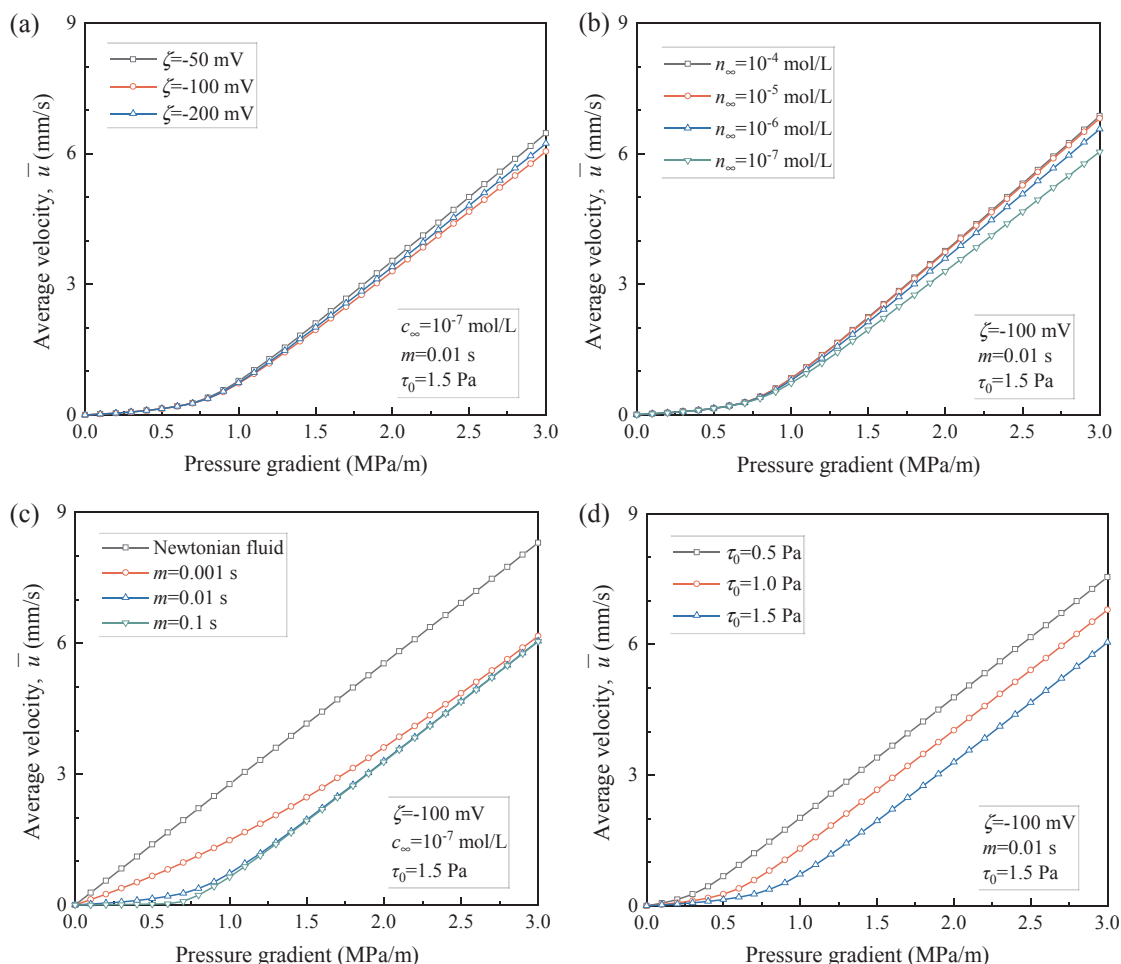 (a)
9
6
3
0
Average velocity, u̅ (mm/s)
ζ=-50 mV
ζ=-100 mV
ζ=-200 mV
c∞=10⁻⁷ mol/L
m=0.01 s
τ₀=1.5 Pa
0.0 0.5 1.0 1.5 2.0 2.5 3.0
Pressure gradient (MPa/m)
(b)
9
6
3
0
Average velocity, u̅ (mm/s)
n∞=10⁻⁴ mol/L
n∞=10⁻⁵ mol/L
n∞=10⁻⁶ mol/L
n∞=10⁻⁷ mol/L
ζ=-100 mV
m=0.01 s
τ₀=1.5 Pa
0.0 0.5 1.0 1.5 2.0 2.5 3.0
Pressure gradient (MPa/m)
(c)
9
6
3
0
Average velocity, u̅ (mm/s)
Newtonian fluid
m=0.001 s
m=0.01 s
m=0.1 s
ζ=-100 mV
c∞=10⁻⁷ mol/L
τ₀=1.5 Pa
0.0 0.5 1.0 1.5 2.0 2.5 3.0
Pressure gradient (MPa/m)
(d)
9
6
3
0
Average velocity, u̅ (mm/s)
τ₀=0.5 Pa
τ₀=1.0 Pa
τ₀=1.5 Pa
ζ=-100 mV
m=0.01 s
τ₀=1.5 Pa
0.0 0.5 1.0 1.5 2.0 2.5 3.0
Pressure gradient (MPa/m)